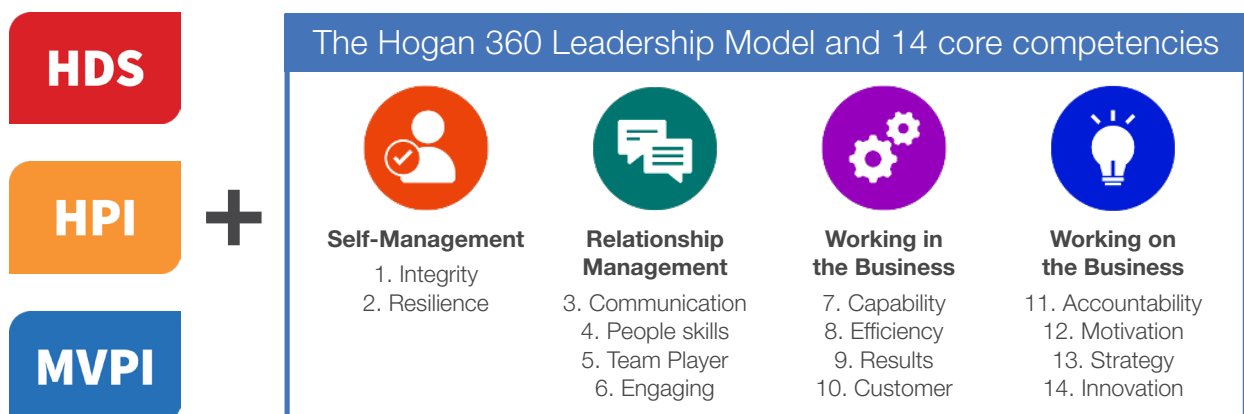 HDS
HPI
MVPI
+
The Hogan 360 Leadership Model and 14 core competencies
Self-Management
1. Integrity
2. Resilience
Relationship
Management
3. Communication
4. People skills
5. Team Player
6. Engaging
Working in
the Business
7. Capability
8. Efficiency
9. Results
10. Customer
Working on
the Business
11. Accountability
12. Motivation
13. Strategy
14. Innovation